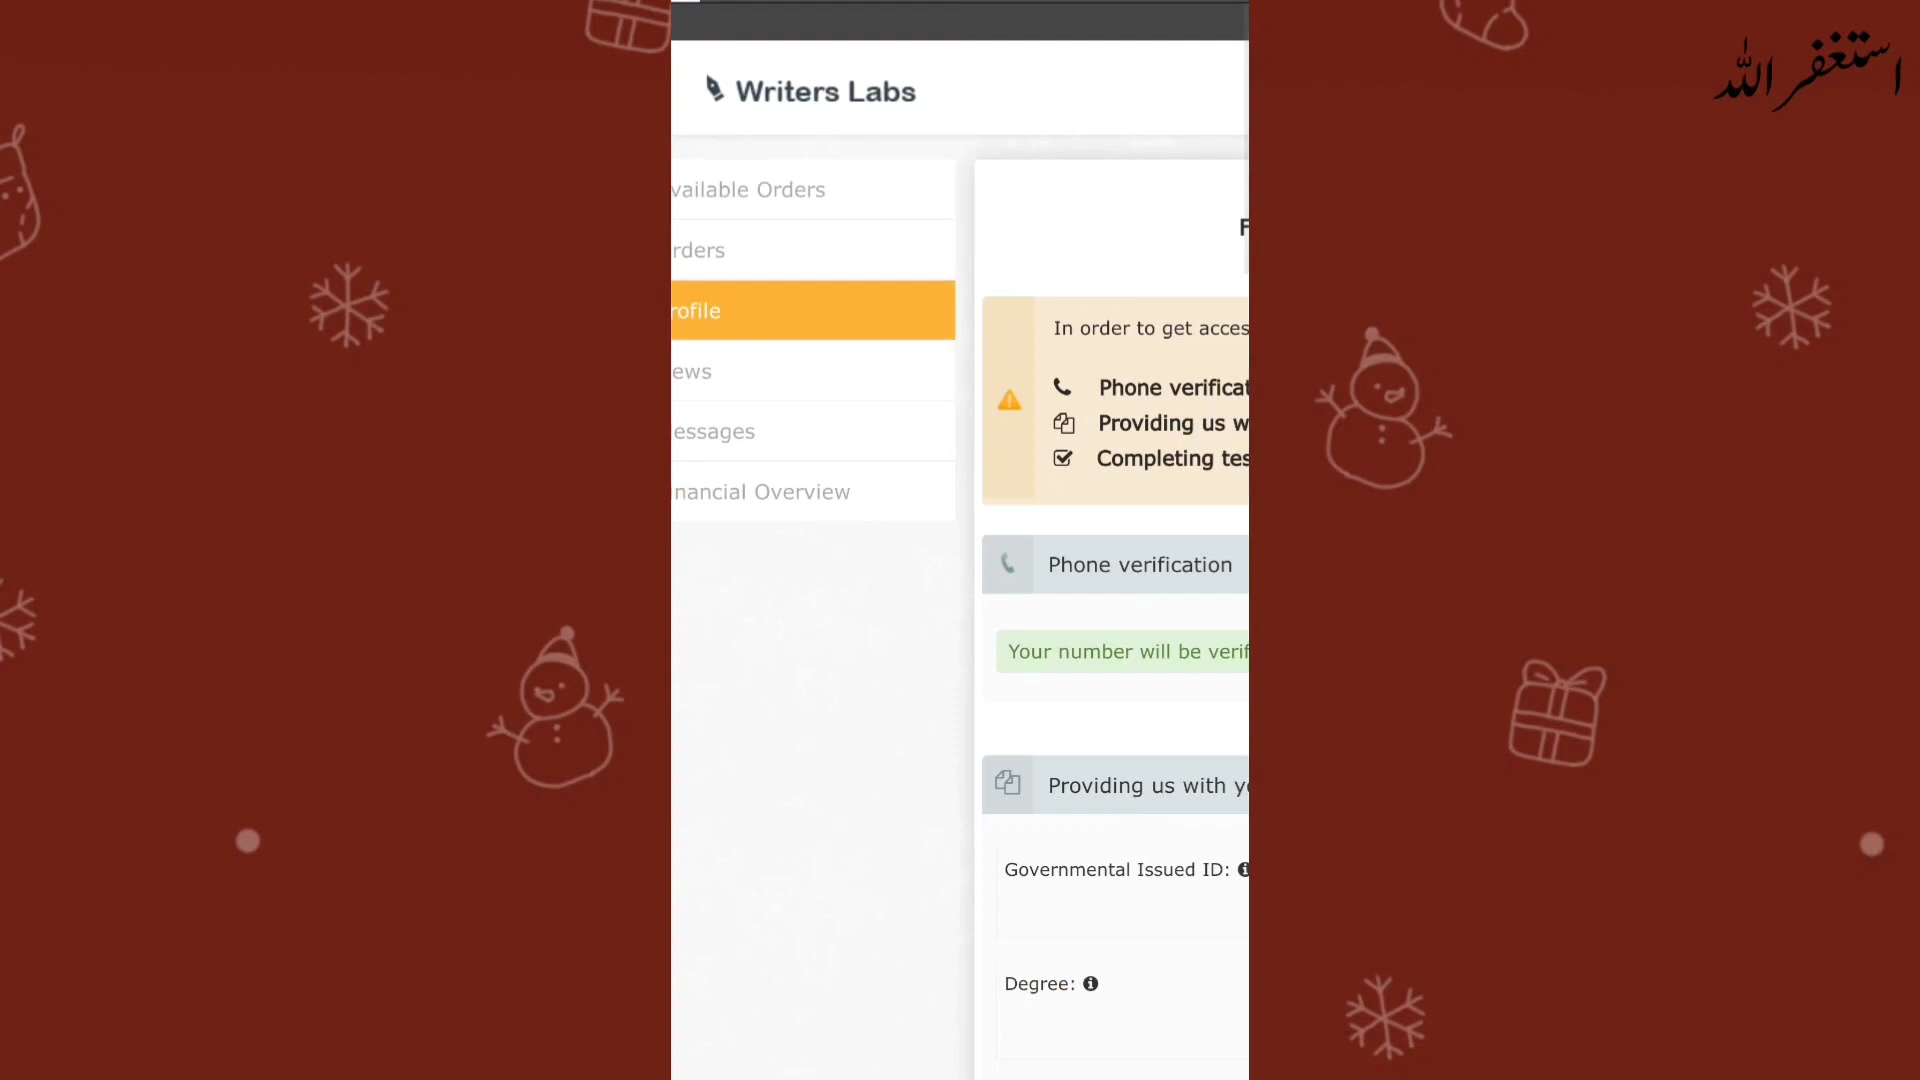 استغفر الله
Writers Labs
vailable Orders
rders
rofile
ews
essages
nancial Overview
F
In order to get acces
Phone verificat
Providing us w
Completing tes
Phone verification
Your number will be verif
Providing us with yo
Governmental Issued ID:
Degree: